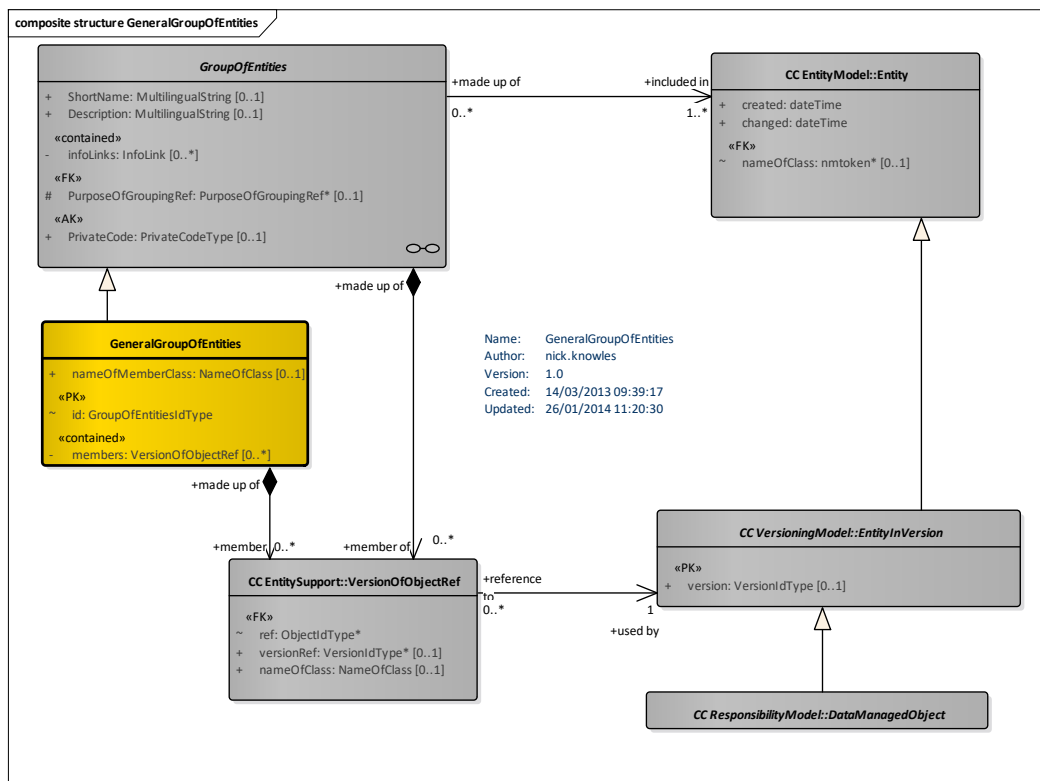 composite structure GeneralGroupOfEntities
GroupOfEntities
+ ShortName: MultilingualString [0..1]
+ Description: MultilingualString [0..1]
«contained»
- infoLinks: InfoLink [0..*]
«FK»
# PurposeOfGroupingRef: PurposeOfGroupingRef* [0..1]
«AK»
+ PrivateCode: PrivateCodeType [0..1]
+made up of
0..*
+included in
1..*
CC EntityModel::Entity
+ created: dateTime
+ changed: dateTime
«FK»
~ nameOfClass: nmtoken* [0..1]
+made up of
GeneralGroupOfEntities
+ nameOfMemberClass: NameOfClass [0..1]
«PK»
~ id: GroupOfEntitiesIdType
«contained»
- members: VersionOfObjectRef [0..*]
Name: GeneralGroupOfEntities
Author: nick.knowles
Version: 1.0
Created: 14/03/2013 09:39:17
Updated: 26/01/2014 11:20:30
+made up of
+member 0..*
+member of 0..*
CC EntitySupport::VersionOfObjectRef
«FK»
~ ref: ObjectIdType*
+ versionRef: VersionIdType* [0..1]
+ nameOfClass: NameOfClass [0..1]
+reference
to
0..*
1
+used by
CC VersioningModel::EntityInVersion
«PK»
+ version: VersionIdType [0..1]
CC ResponsibilityModel::DataManagedObject